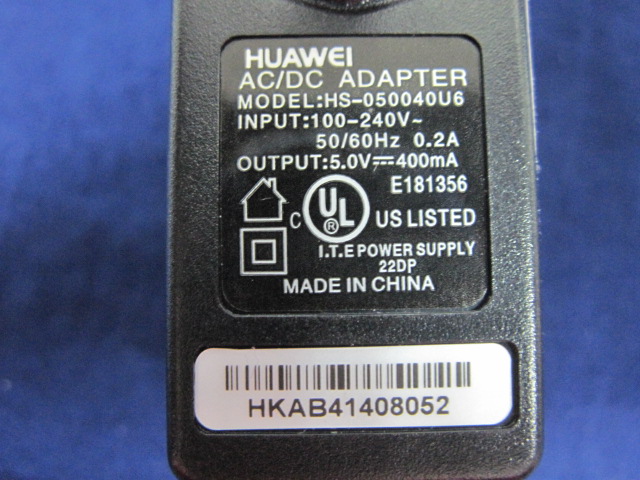 HUAWEI
AC/DC ADAPTER
MODEL:HS-050040U6
INPUT:100-240V~
50/60Hz 0.2A
OUTPUT:5.0V⎓400mA
E181356
C UL ® US LISTED
I.T.E POWER SUPPLY
22DP
MADE IN CHINA
HKAB41408052